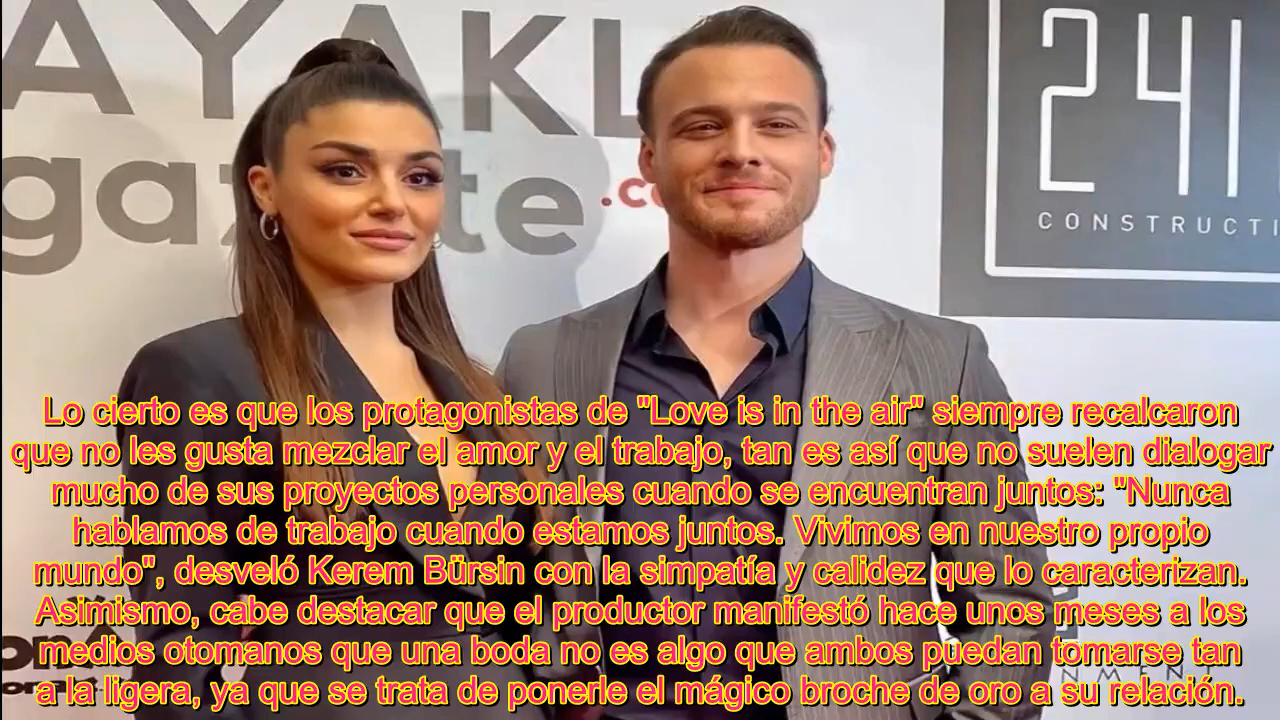 AYAKL
gazete
.co
241
CONSTRUCTI
Lo cierto es que los protagonistas de "Love is in the air" siempre recalcaron
que no les gusta mezclar el amor y el trabajo, tan es así que no suelen dialogar
mucho de sus proyectos personales cuando se encuentran juntos: "Nunca
hablamos de trabajo cuando estamos juntos. Vivimos en nuestro propio
mundo", desveló Kerem Bürsin con la simpatía y calidez que lo caracterizan.
Asimismo, cabe destacar que el productor manifestó hace unos meses a los
medios otomanos que una boda no es algo que ambos puedan tomarse tan
a la ligera, ya que se trata de ponerle el mágico broche de oro a su relación.